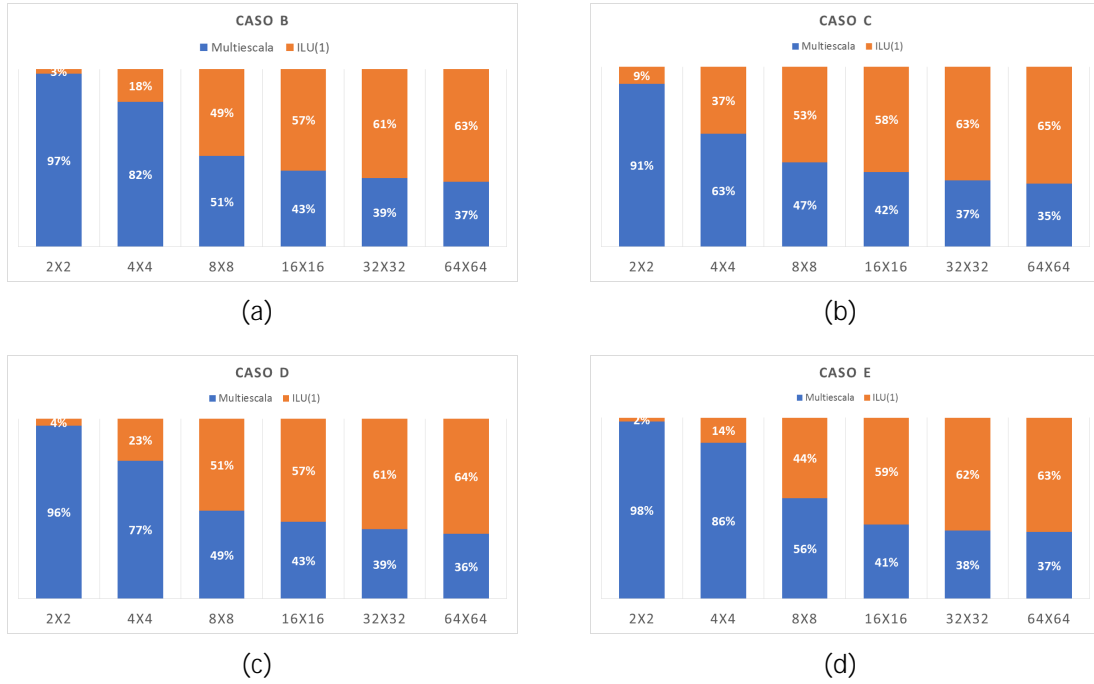 CASO B
Multiescala ILU(1)
3% 18% 49% 57% 61% 63%
97% 82% 51% 43% 39% 37%
2X2 4X4 8X8 16X16 32X32 64X64
(a)
CASO C
Multiescala ILU(1)
9% 37% 53% 58% 63% 65%
91% 63% 47% 42% 37% 35%
2X2 4X4 8X8 16X16 32X32 64X64
(b)
CASO D
Multiescala ILU(1)
4% 23% 51% 57% 61% 64%
96% 77% 49% 43% 39% 36%
2X2 4X4 8X8 16X16 32X32 64X64
(c)
CASO E
Multiescala ILU(1)
2% 14% 44% 59% 62% 63%
98% 86% 56% 41% 38% 37%
2X2 4X4 8X8 16X16 32X32 64X64
(d)